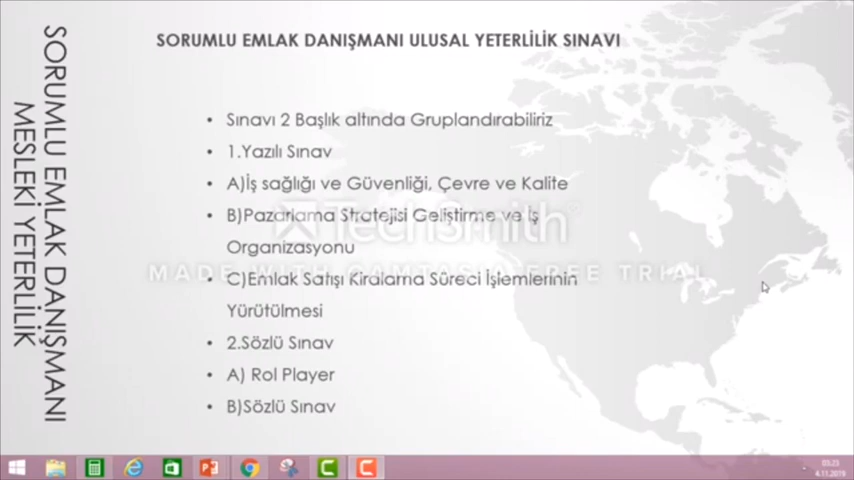 SORUMLU EMLAK DANIŞMANI
MESLEKİ YETERLİLİK
SORUMLU EMLAK DANIŞMANI ULUSAL YETERLİLİK SINAVI
• Sınavı 2 Başlık altında Gruplandırabiliriz
• 1.Yazılı Sınav
• A)İş sağlığı ve Güvenliği, Çevre ve Kalite
• B)Pazarlama Stratejisi Geliştirme ve İş
Organizasyonu
• C)Emlak Satışı Kiralama Süreci İşlemlerinin
Yürütülmesi
• 2.Sözlü Sınav
• A) Rol Player
• B)Sözlü Sınav
TechSmith
MADE WITH CAMTASIA FREE TRIAL
05:25
4.11.2019